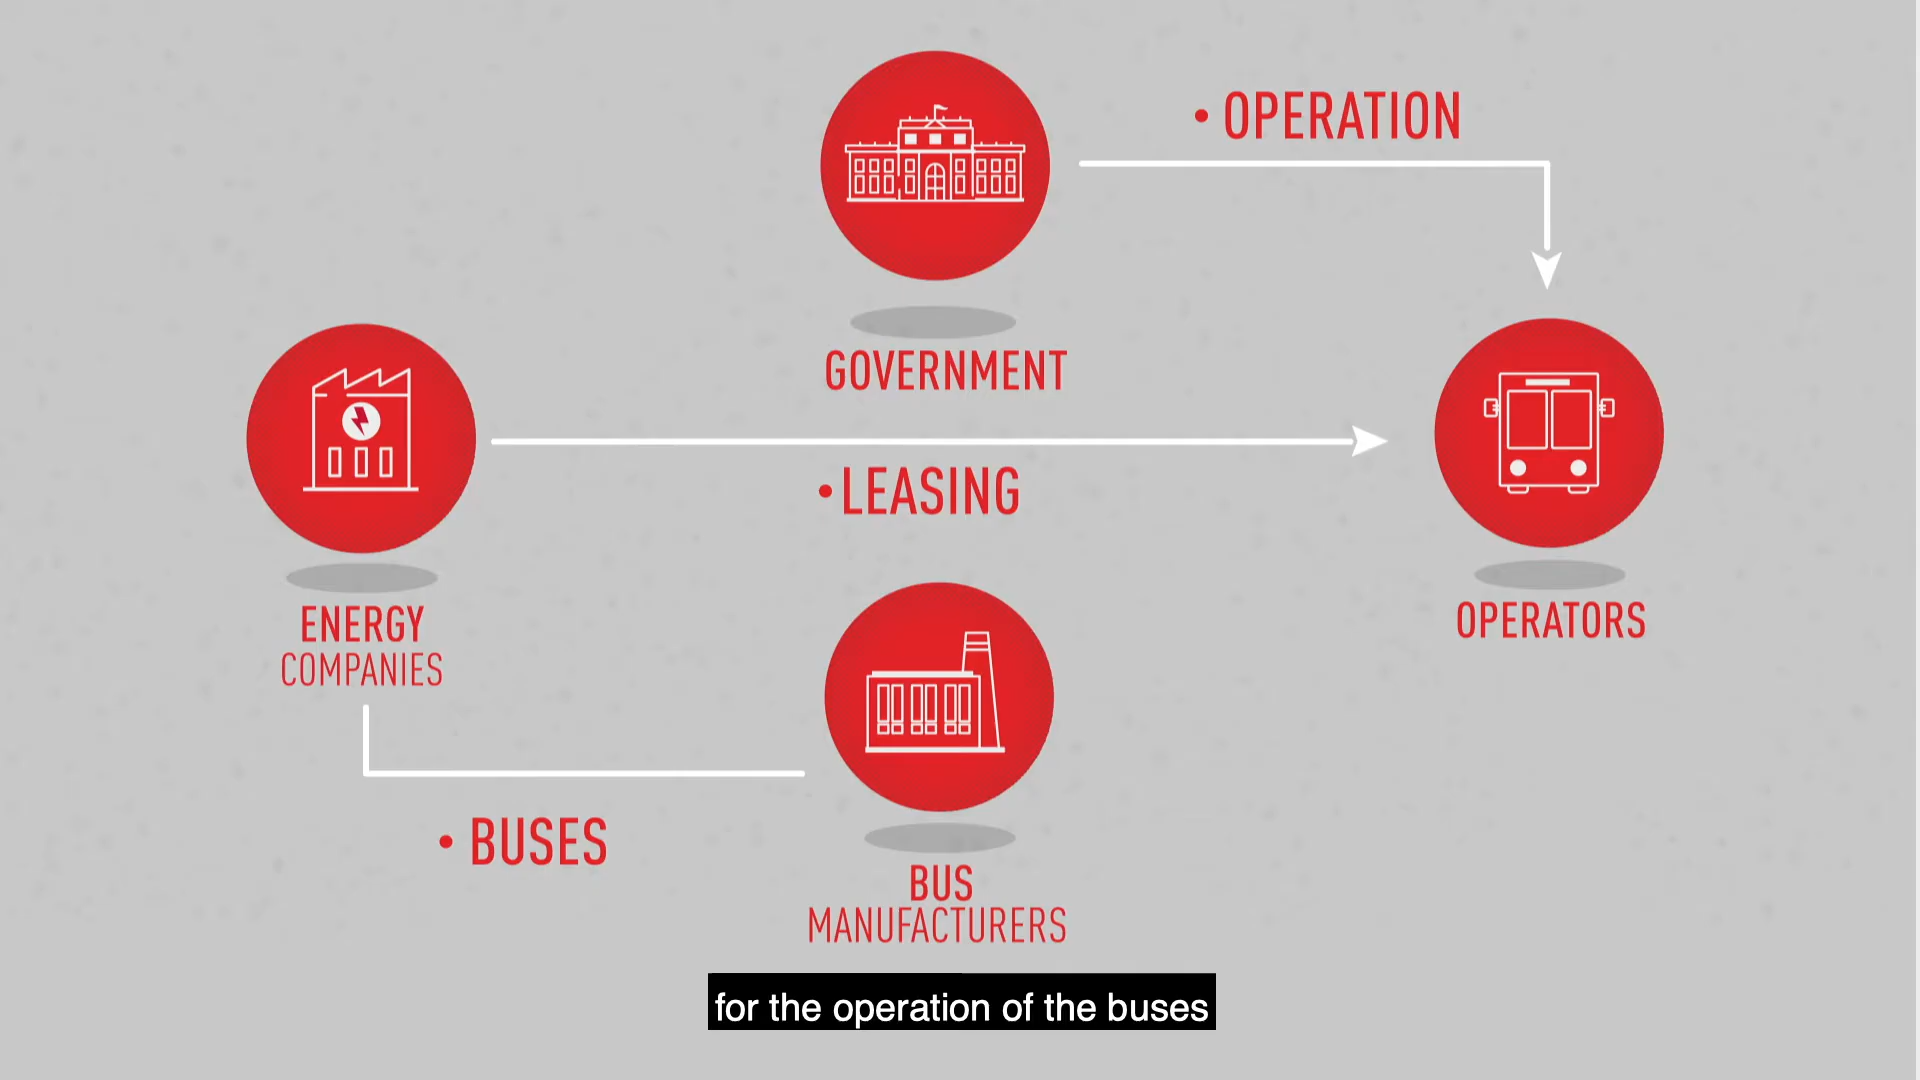 • OPERATION
GOVERNMENT
• LEASING
ENERGY
COMPANIES
OPERATORS
• BUSES
BUS
MANUFACTURERS
for the operation of the buses